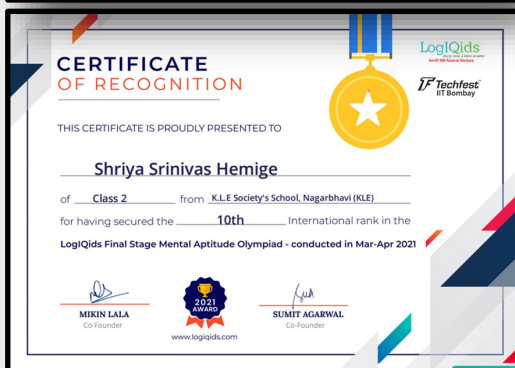 CERTIFICATE
OF RECOGNITION
LogIQids
An IIT KR Alumni Venture
Techfest
IIT Bombay
THIS CERTIFICATE IS PROUDLY PRESENTED TO
Shriya Srinivas Hemige
of Class 2 from K.L.E Society's School, Nagarbhavi (KLE)
for having secured the 10th International rank in the
LogIQids Final Stage Mental Aptitude Olympiad - conducted in Mar-Apr 2021
2021
AWARD
MIKIN LALA
Co-Founder
SUMIT AGARWAL
Co-Founder
www.logiqids.com